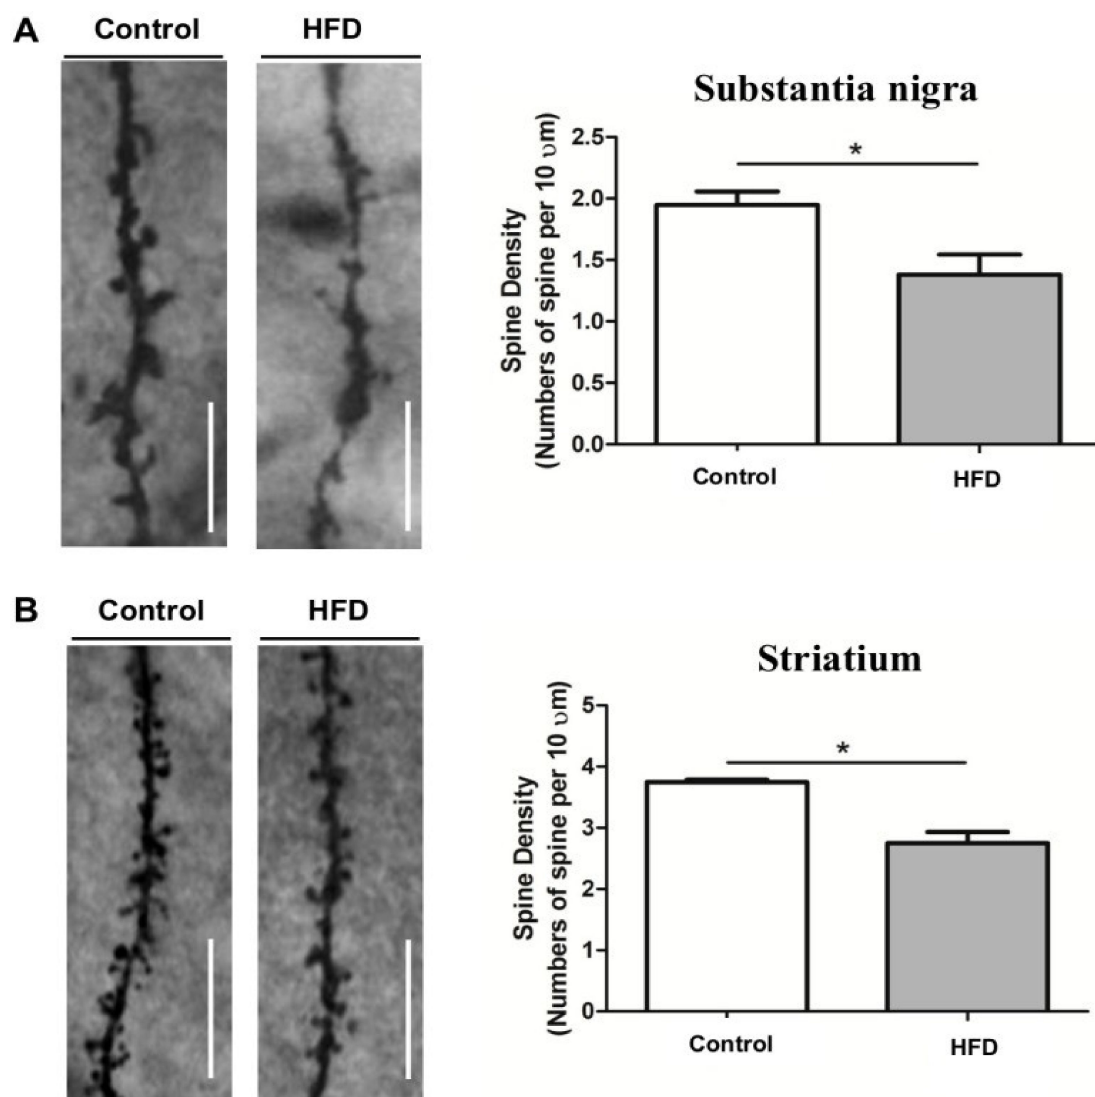 A
Control HFD
Substantia nigra
Spine Density
(Numbers of spine per 10 υm)
2.5
2.0
1.5
1.0
0.5
0.0
*
Control HFD
B
Control HFD
Striatium
Spine Density
(Numbers of spine per 10 υm)
5
4
3
2
1
0
*
Control HFD